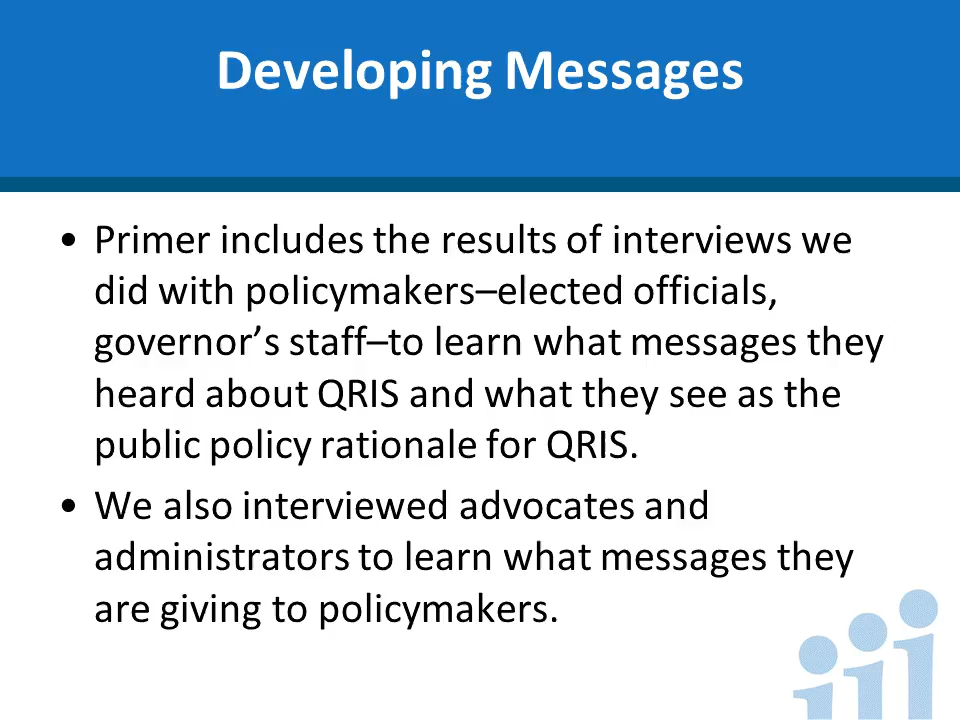 Developing Messages
• Primer includes the results of interviews we
did with policymakers–elected officials,
governor’s staff–to learn what messages they
heard about QRIS and what they see as the
public policy rationale for QRIS.
• We also interviewed advocates and
administrators to learn what messages they
are giving to policymakers.